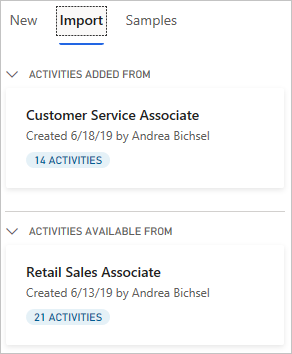 New Import Samples
ACTIVITIES ADDED FROM
Customer Service Associate
Created 6/18/19 by Andrea Bichsel
14 ACTIVITIES
ACTIVITIES AVAILABLE FROM
Retail Sales Associate
Created 6/13/19 by Andrea Bichsel
21 ACTIVITIES